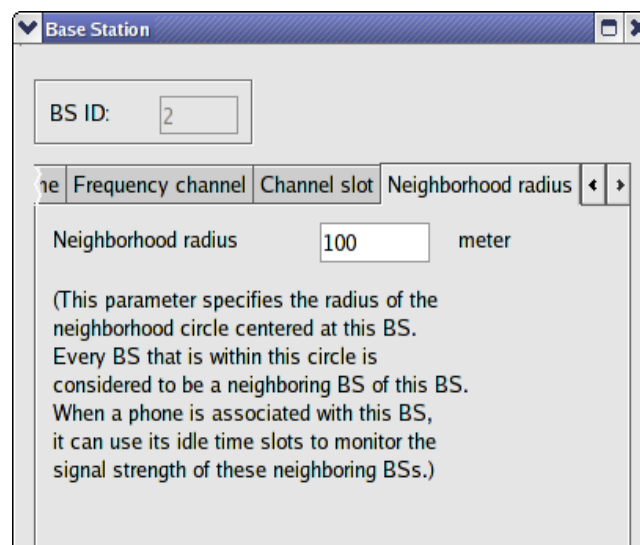 Base Station
BS ID: 2
Frequency channel Channel slot Neighborhood radius
Neighborhood radius 100 meter
(This parameter specifies the radius of the
neighborhood circle centered at this BS.
Every BS that is within this circle is
considered to be a neighboring BS of this BS.
When a phone is associated with this BS,
it can use its idle time slots to monitor the
signal strength of these neighboring BSs.)